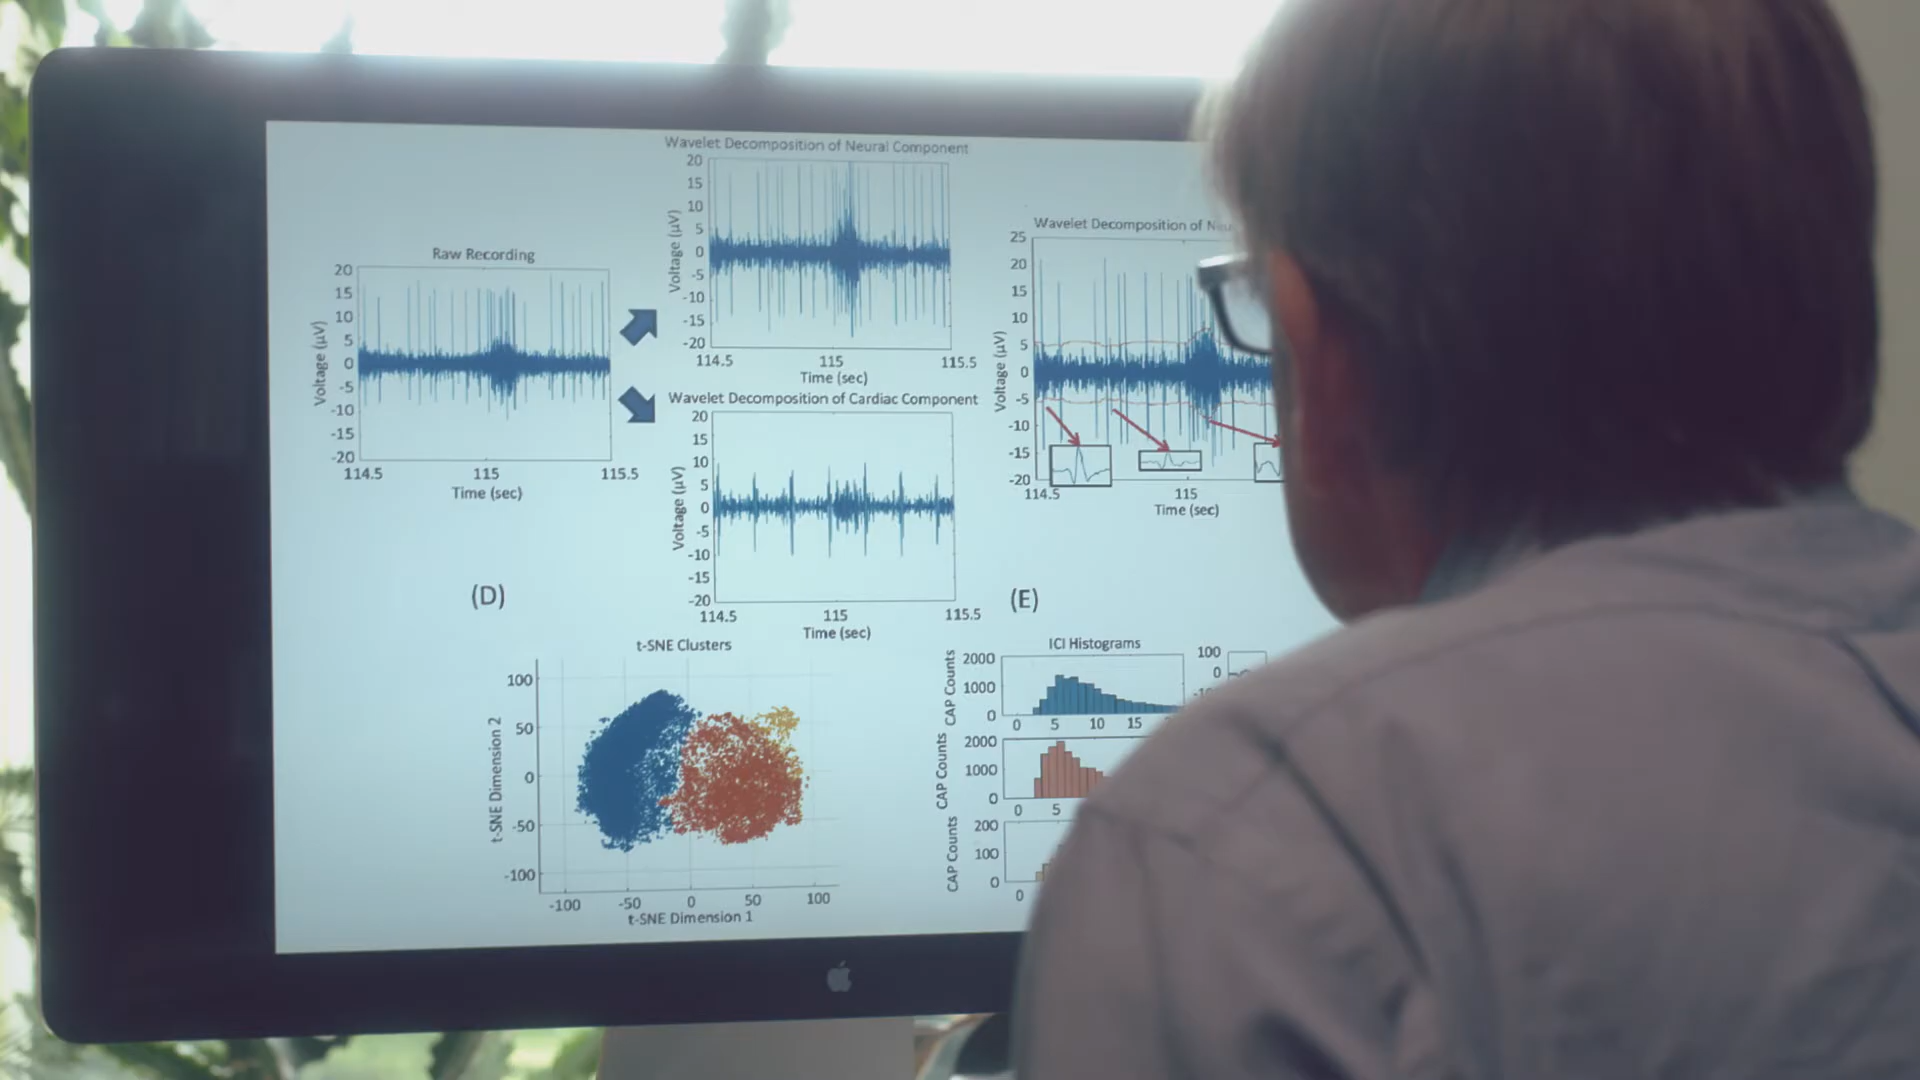 Raw Recording
20
15
10
5
0
-5
-10
-15
-20
Voltage (µV)
114.5 115 115.5
Time (sec)
Wavelet Decomposition of Neural Component
20
15
10
5
0
-5
-10
-15
-20
Voltage (µV)
114.5 115 115.5
Time (sec)
Wavelet Decomposition of Cardiac Component
20
15
10
5
0
-5
-10
-15
-20
Voltage (µV)
114.5 115 115.5
Time (sec)
Wavelet Decomposition of
25
20
15
10
5
0
-5
-10
-15
-20
Voltage (µV)
114.5 115
Time (sec)
(D)
t-SNE Clusters
100
50
0
-50
-100
t-SNE Dimension 2
-100 -50 0 50 100
t-SNE Dimension 1
(E)
ICI Histograms
2000
1000
0
CAP Counts
0 5 10 15
2000
1000
0
CAP Counts
0 5
200
100
0
CAP Counts
0
100
0